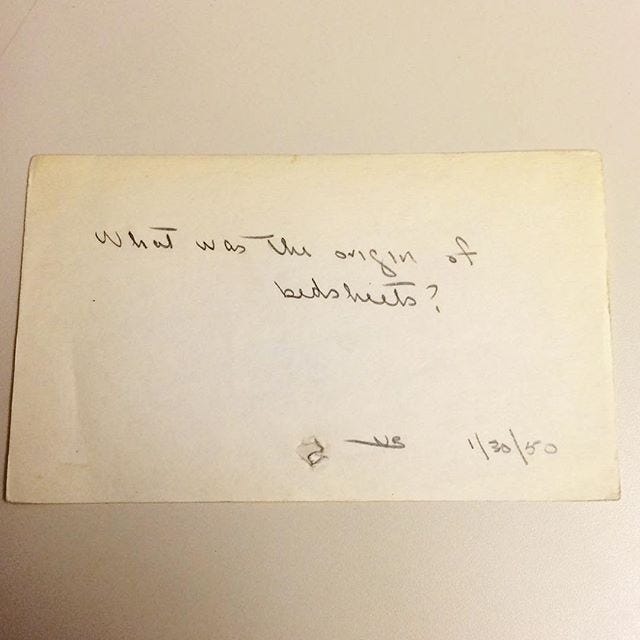 What was the origin of
bedsheets?
1/30/50